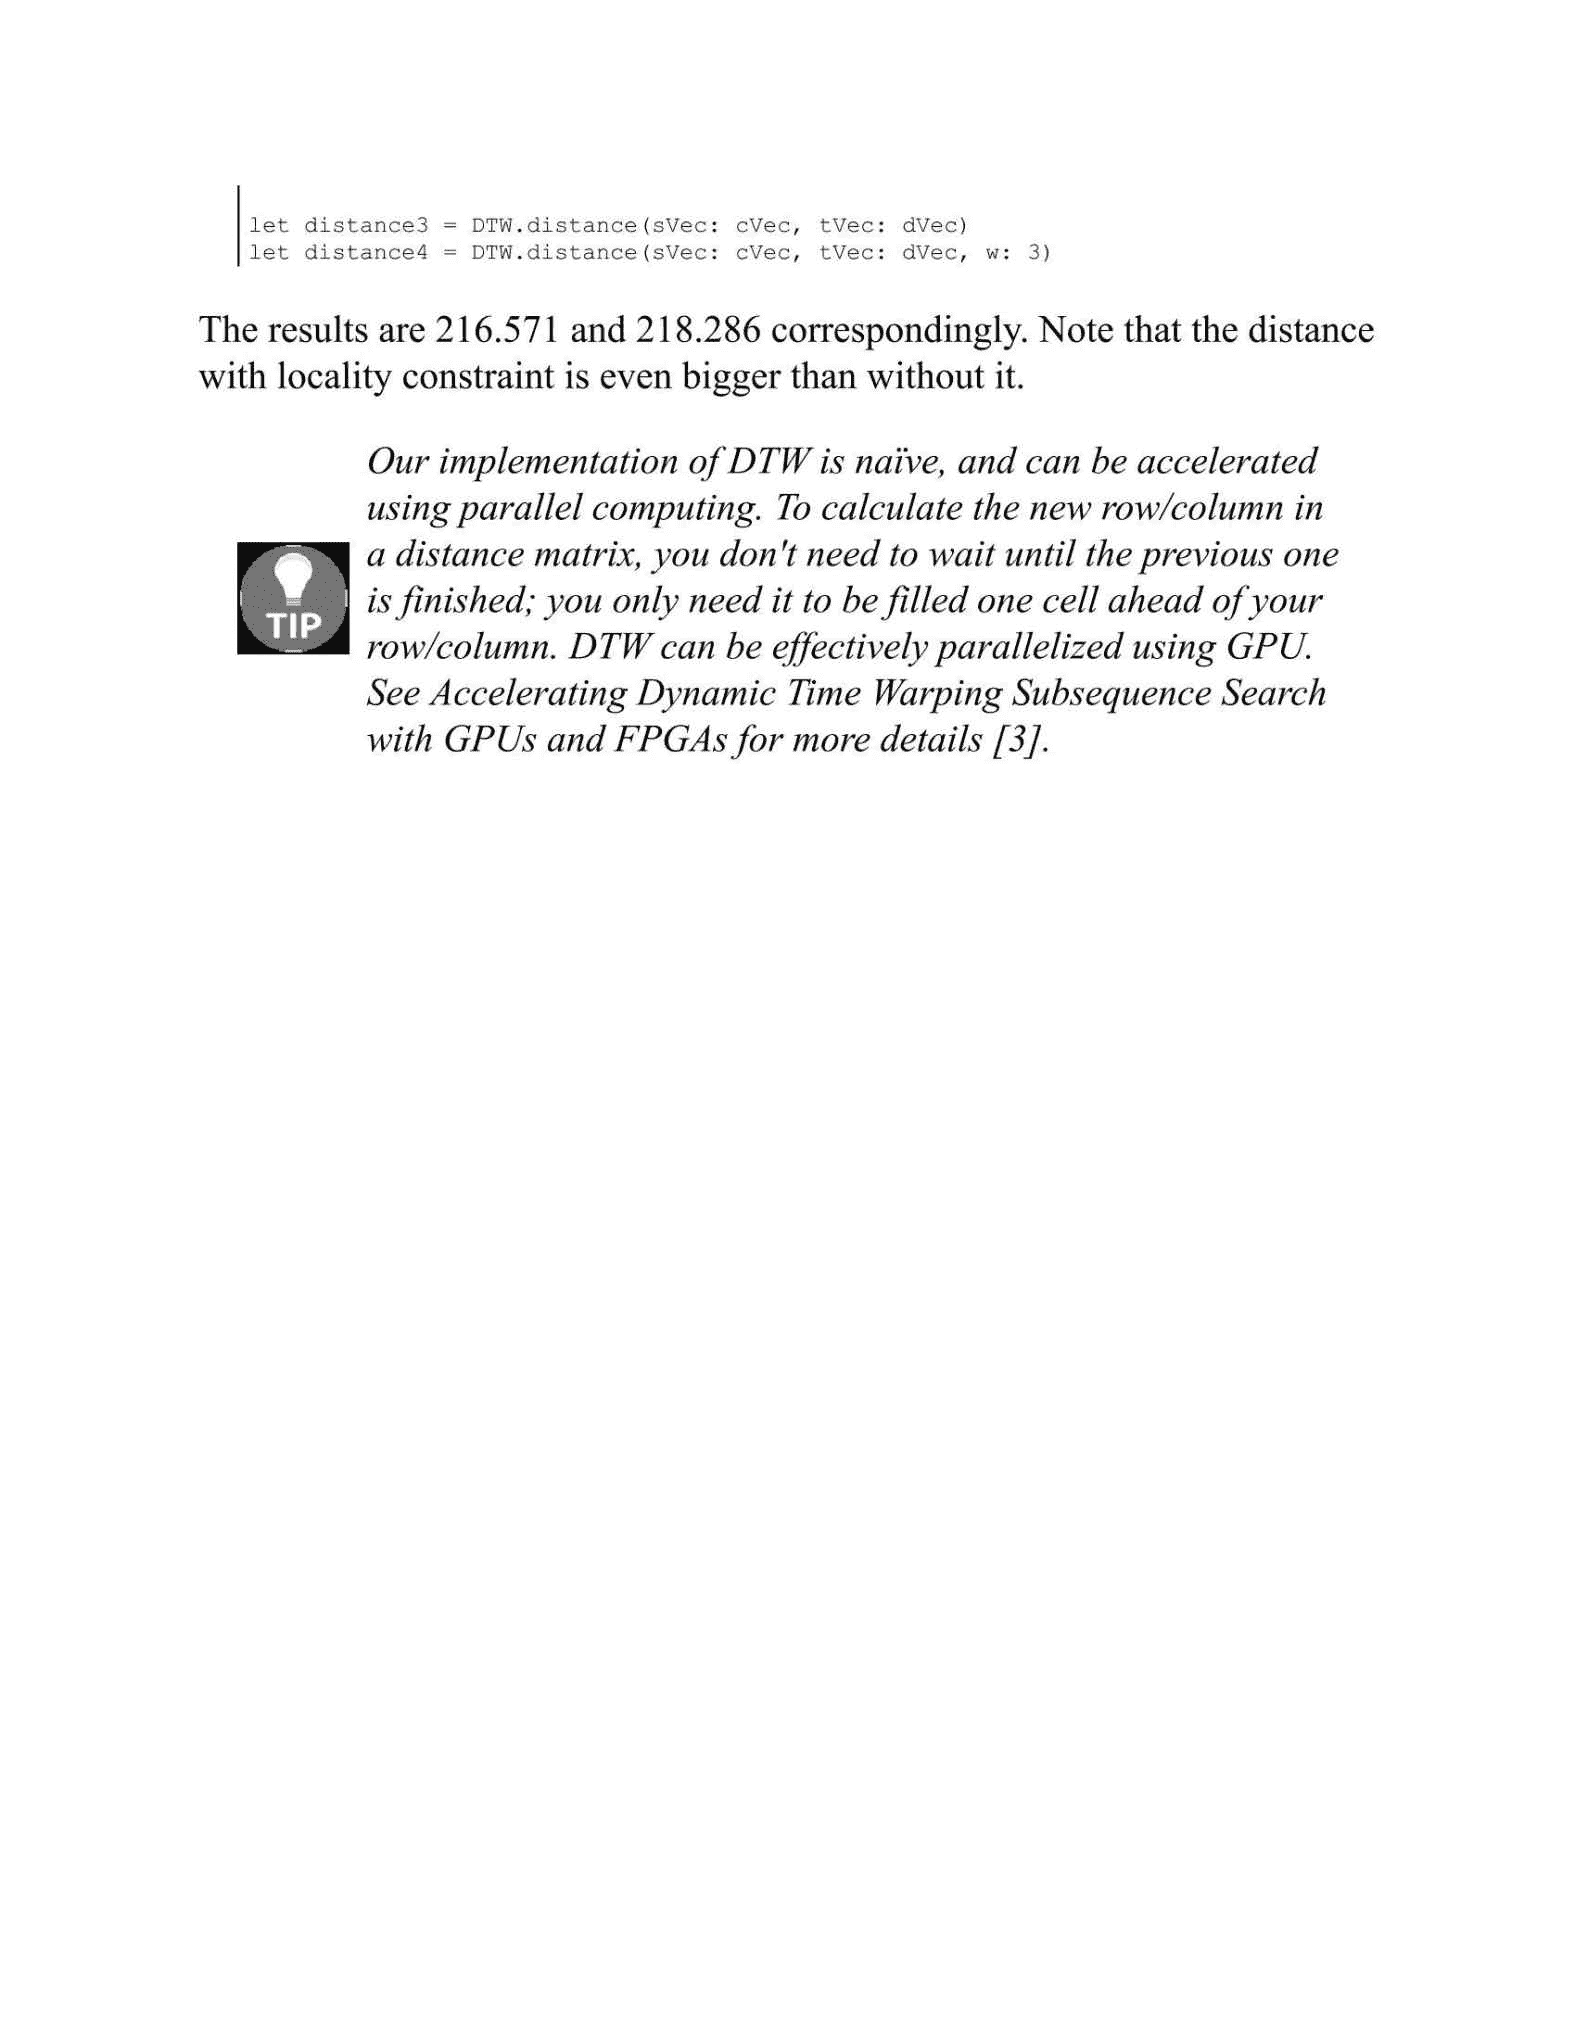 let distance3 = DTW.distance(sVec: cVec, tVec: dVec)
let distance4 = DTW.distance(sVec: cVec, tVec: dVec, w: 3)
The results are 216.571 and 218.286 correspondingly. Note that the distance
with locality constraint is even bigger than without it.
Our implementation of DTW is naïve, and can be accelerated
using parallel computing. To calculate the new row/column in
a distance matrix, you don't need to wait until the previous one
is finished; you only need it to be filled one cell ahead of your
row/column. DTW can be effectively parallelized using GPU.
See Accelerating Dynamic Time Warping Subsequence Search
with GPUs and FPGAs for more details [3].
TIP